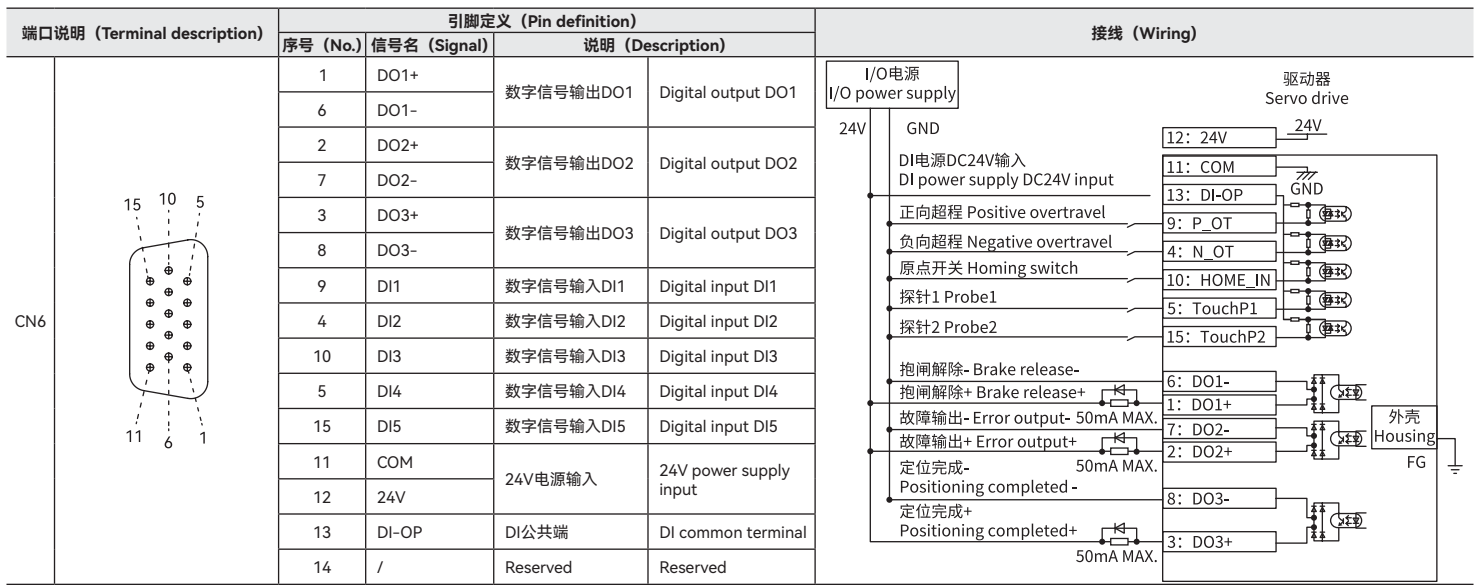 端口说明（Terminal description)
引脚定义（Pin definition）
接线（Wiring）
序号（No.) 信号名（Signal) 说明（Description）
CN6
15 10 5
11 6 1
1 DO1+ 数字信号输出DO1 Digital output DO1
6 DO1-
2 DO2+ 数字信号输出DO2 Digital output DO2
7 DO2-
3 DO3+ 数字信号输出DO3 Digital output DO3
8 DO3-
9 DI1 数字信号输入DI1 Digital input DI1
4 DI2 数字信号输入DI2 Digital input DI2
10 DI3 数字信号输入DI3 Digital input DI3
5 DI4 数字信号输入DI4 Digital input DI4
15 DI5 数字信号输入DI5 Digital input DI5
11 COM 24V电源输入 24V power supply
input
12 24V
13 DI-OP DI公共端 DI common terminal
14 / Reserved Reserved
I/O电源
I/O power supply
驱动器
Servo drive
24V GND
24V
12: 24V
DI电源DC24V输入
DI power supply DC24V input
11: COM
GND
13: DI-OP
正向超程 Positive overtravel
9: P_OT
负向超程 Negative overtravel
4: N_OT
原点开关 Homing switch
10: HOME_IN
探针1 Probe1
5: TouchP1
探针2 Probe2
15: TouchP2
抱闸解除- Brake release-
6: DO1-
抱闸解除+ Brake release+
1: DO1+
故障输出- Error output- 50mA MAX.
7: DO2-
故障输出+ Error output+
2: DO2+
50mA MAX.
外壳
Housing
FG
定位完成-
Positioning completed -
8: DO3-
定位完成+
Positioning completed+
3: DO3+
50mA MAX.